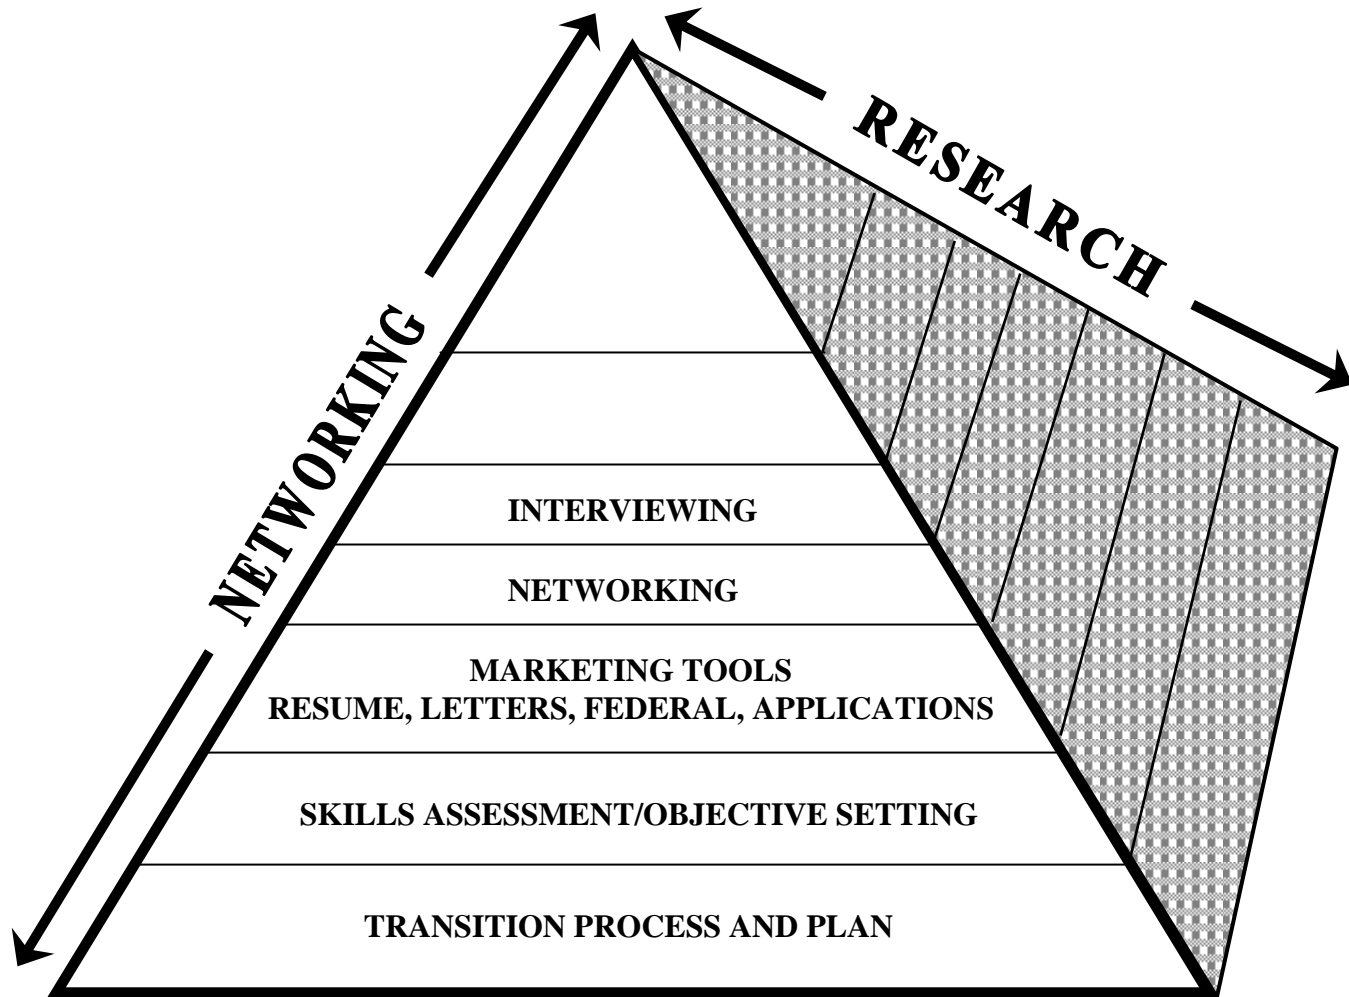 RESEARCH
NETWORKING
INTERVIEWING
NETWORKING
MARKETING TOOLS
RESUME, LETTERS, FEDERAL, APPLICATIONS
SKILLS ASSESSMENT/OBJECTIVE SETTING
TRANSITION PROCESS AND PLAN